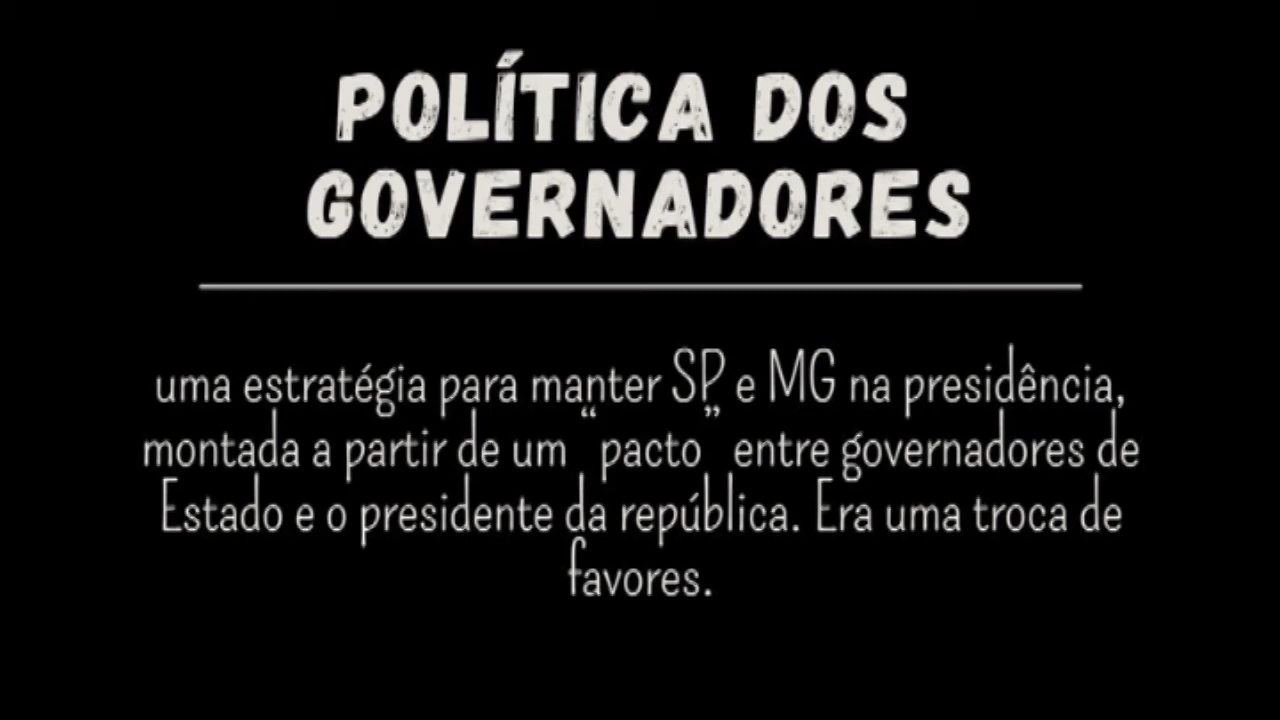 POLÍTICA DOS
GOVERNADORES
uma estratégia para manter SP e MG na presidência,
montada a partir de um “pacto” entre governadores de
Estado e o presidente da república. Era uma troca de
favores.